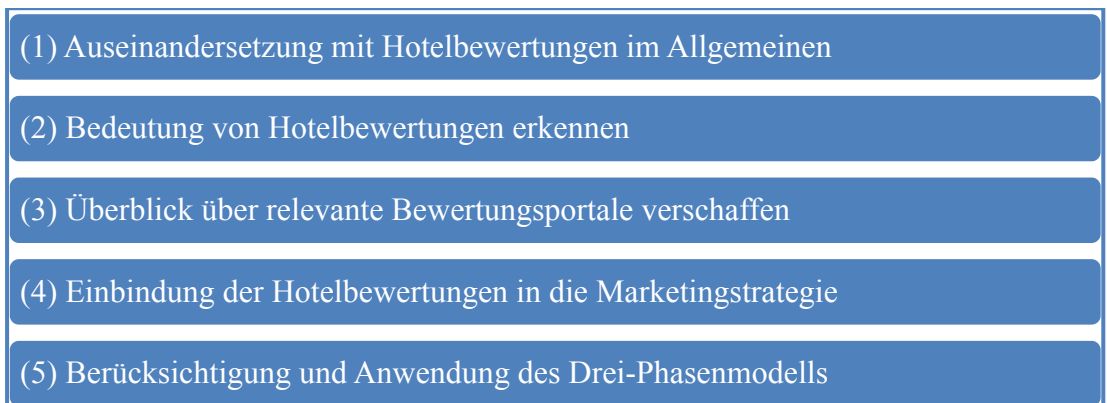 (1) Auseinandersetzung mit Hotelbewertungen im Allgemeinen
(2) Bedeutung von Hotelbewertungen erkennen
(3) Überblick über relevante Bewertungsportale verschaffen
(4) Einbindung der Hotelbewertungen in die Marketingstrategie
(5) Berücksichtigung und Anwendung des Drei-Phasenmodells